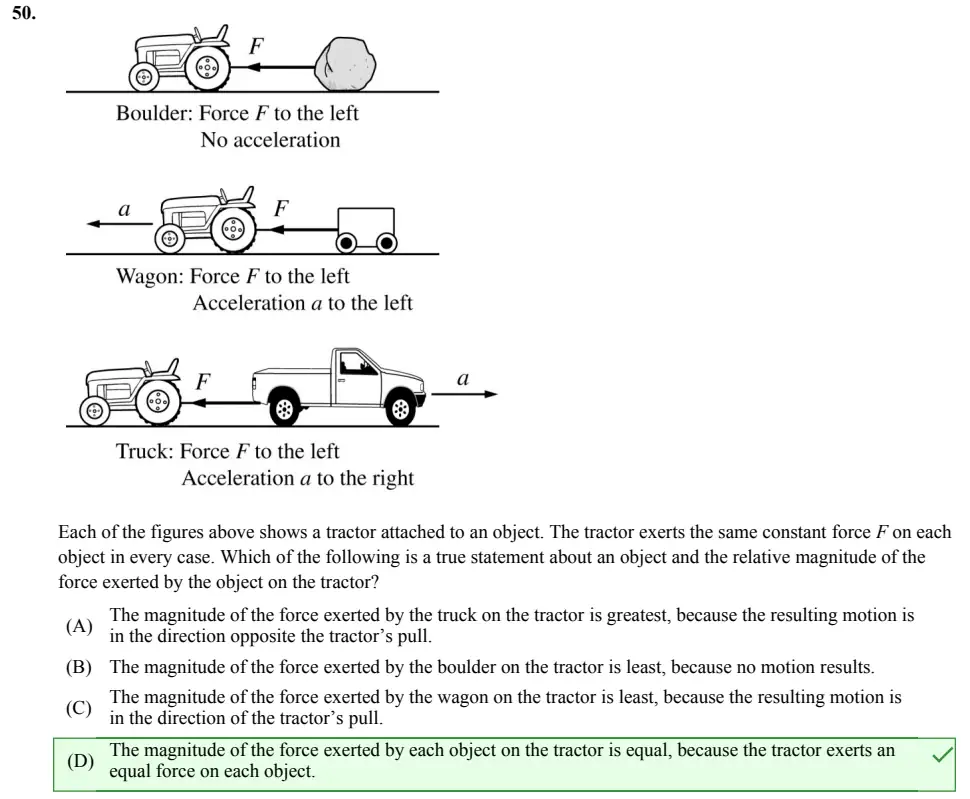 50.
F
Boulder: Force F to the left
No acceleration
a
F
Wagon: Force F to the left
Acceleration a to the left
F
a
Truck: Force F to the left
Acceleration a to the right
Each of the figures above shows a tractor attached to an object. The tractor exerts the same constant force F on each
object in every case. Which of the following is a true statement about an object and the relative magnitude of the
force exerted by the object on the tractor?
(A) The magnitude of the force exerted by the truck on the tractor is greatest, because the resulting motion is
in the direction opposite the tractor’s pull.
(B) The magnitude of the force exerted by the boulder on the tractor is least, because no motion results.
(C) The magnitude of the force exerted by the wagon on the tractor is least, because the resulting motion is
in the direction of the tractor’s pull.
(D) The magnitude of the force exerted by each object on the tractor is equal, because the tractor exerts an
equal force on each object.